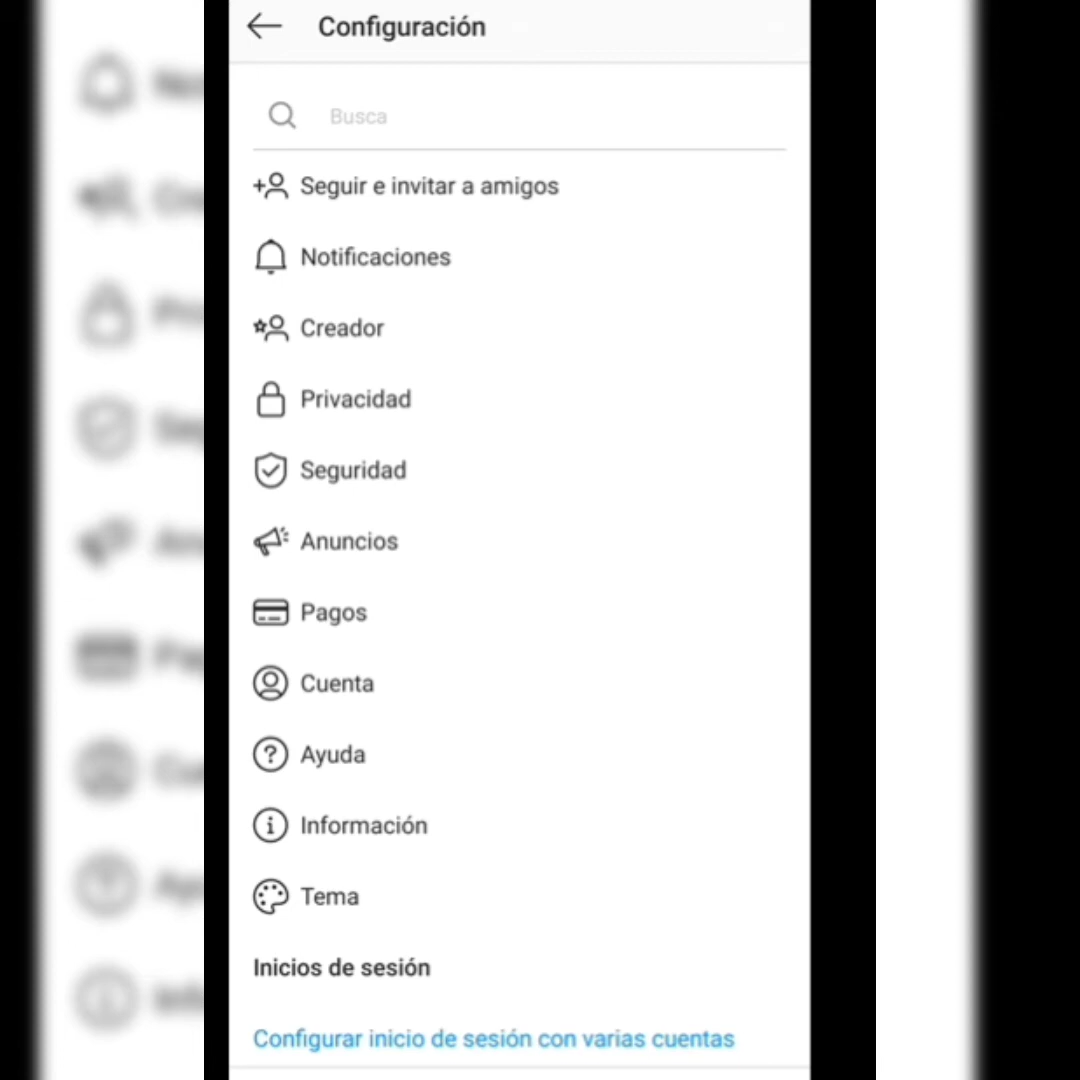 Configuración
Busca
Seguir e invitar a amigos
Notificaciones
Creador
Privacidad
Seguridad
Anuncios
Pagos
Cuenta
Ayuda
Información
Tema
Inicios de sesión
Configurar inicio de sesión con varias cuentas